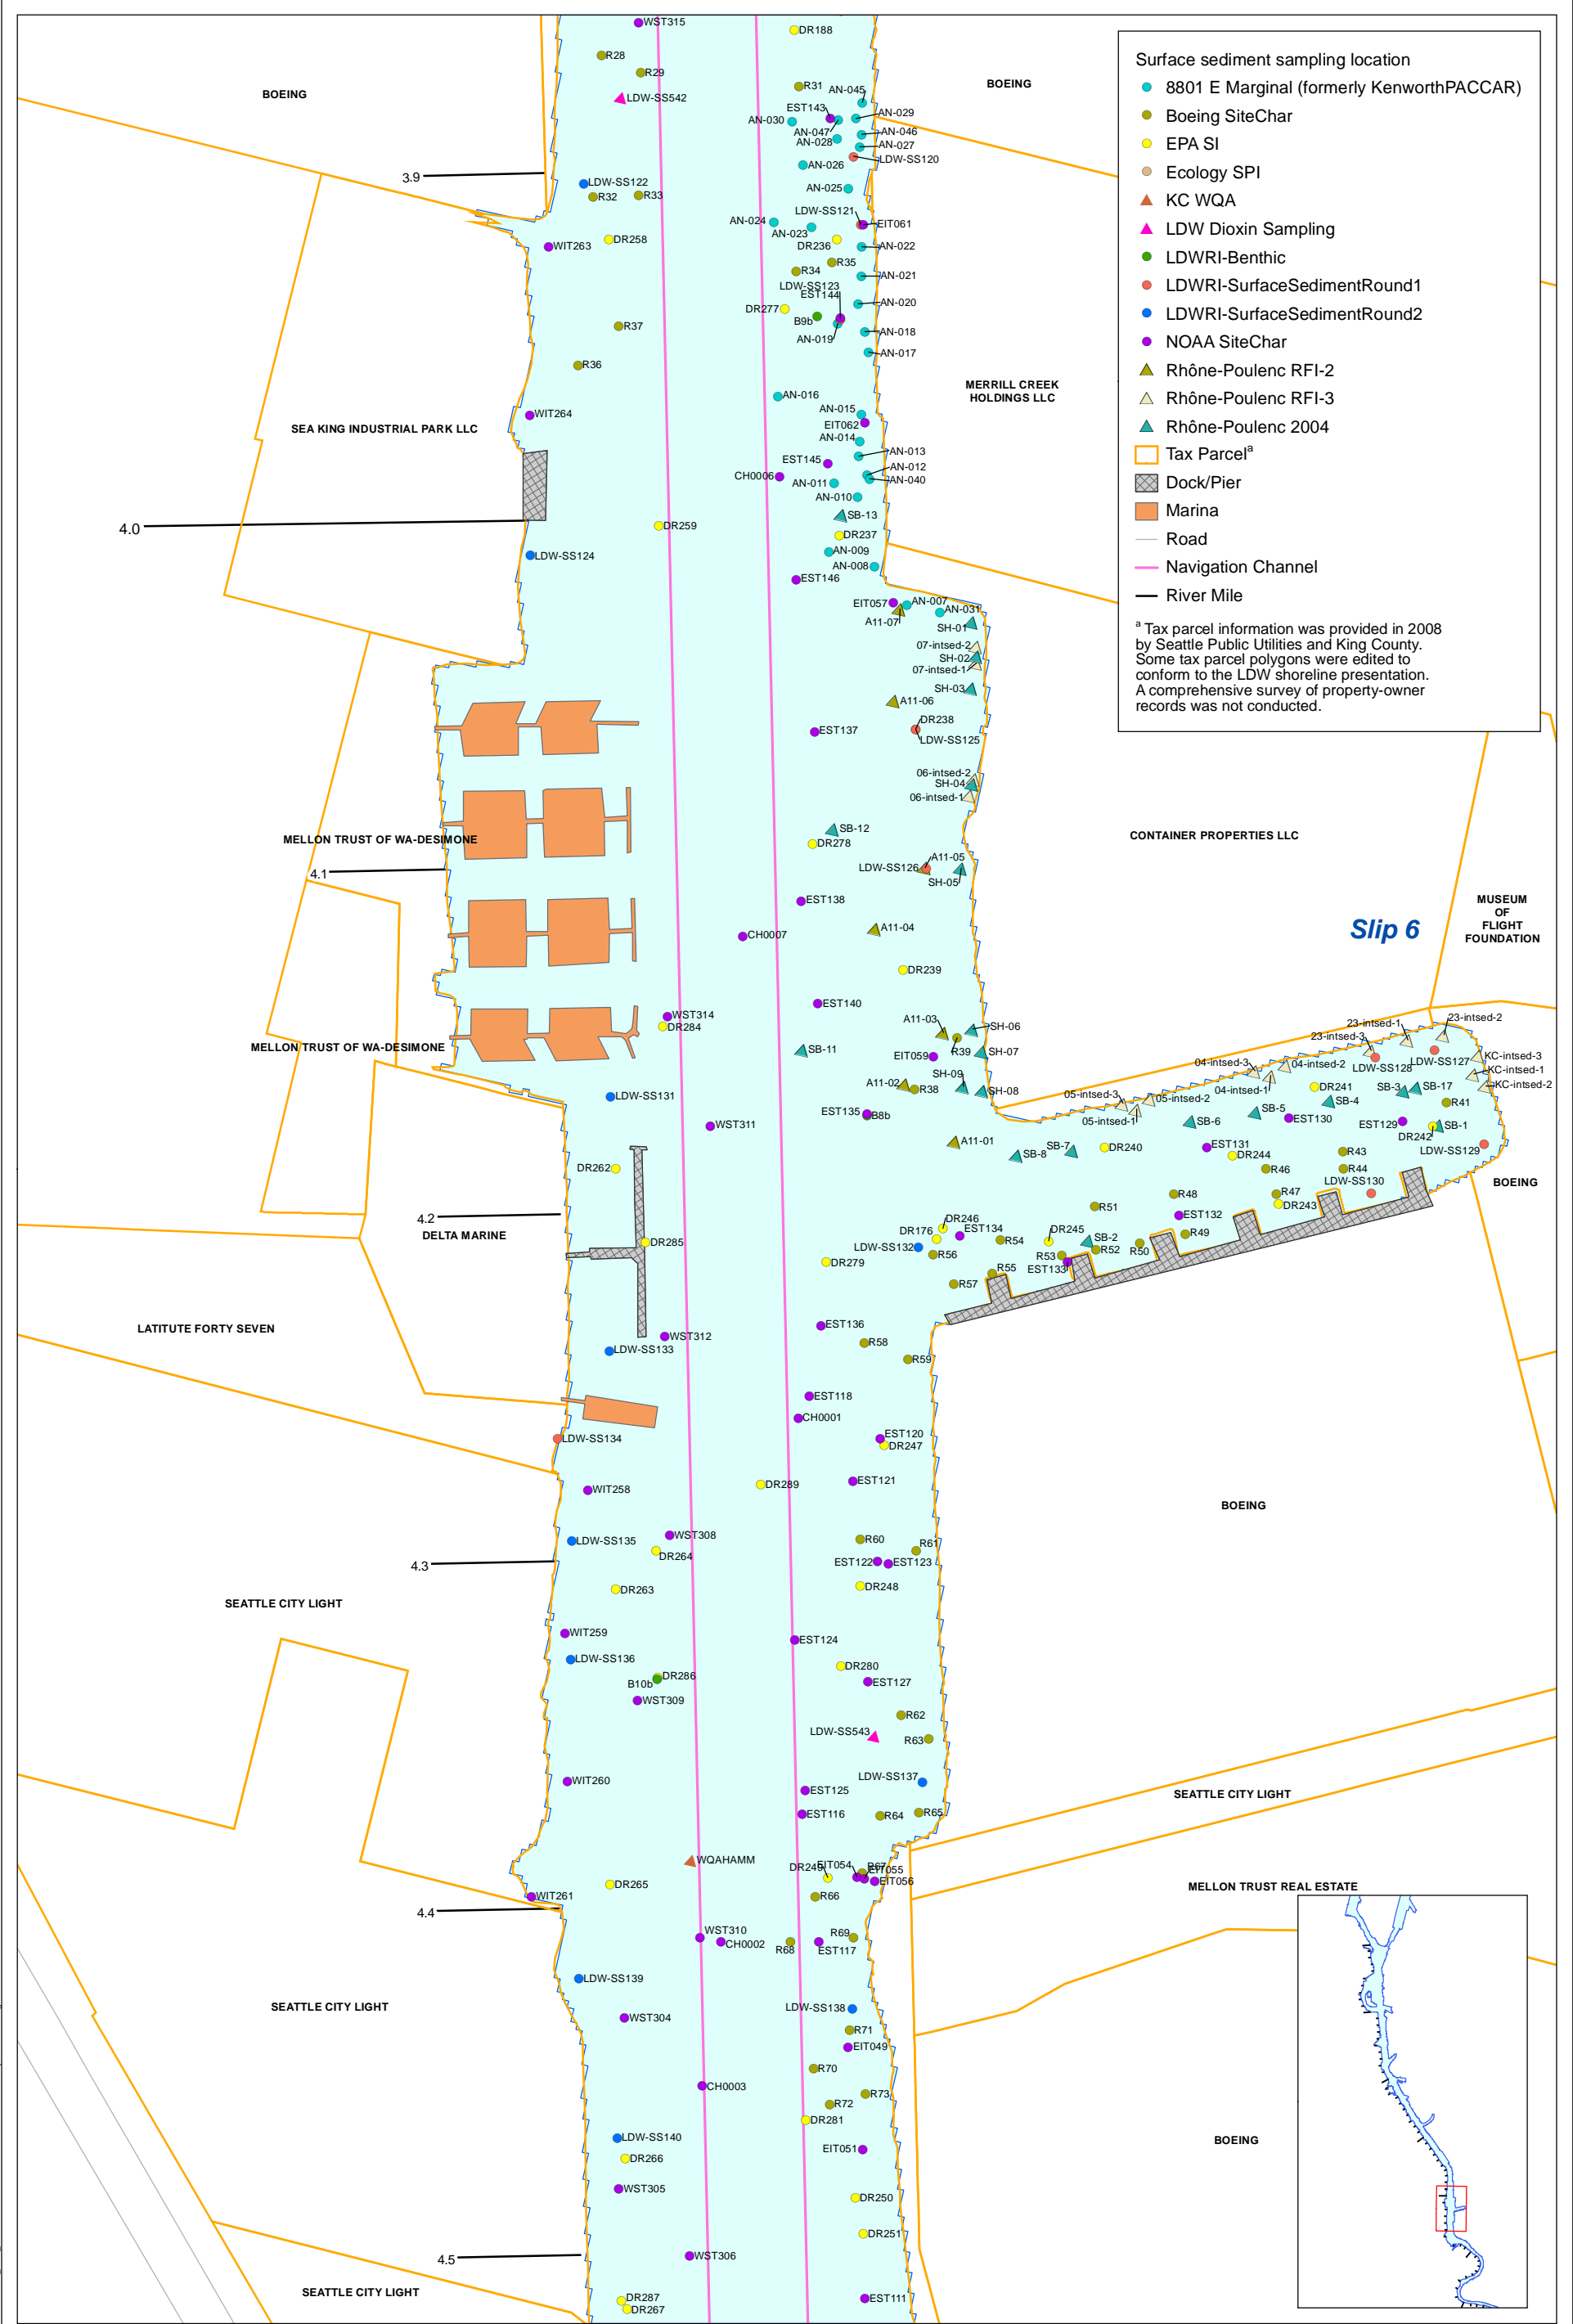 WST315
DR188
R28
R29
BOEING
LDW-SS542
R31
AN-045
BOEING
EST143
AN-029
AN-030
AN-047
AN-046
AN-028
AN-027
LDW-SS120
AN-026
3.9
LDW-SS122
R32
R33
AN-025
LDW-SS121
AN-024
EIT061
AN-023
DR258
DR236
WIT263
AN-022
R35
R34
AN-021
LDW-SS123
EST144
AN-020
DR277
B9b
R37
AN-018
AN-019
AN-017
R36
MERRILL CREEK
HOLDINGS LLC
AN-016
WIT264
AN-015
EIT062
SEA KING INDUSTRIAL PARK LLC
AN-014
AN-013
EST145
AN-012
CH0006
AN-040
AN-011
AN-010
SB-13
4.0
DR259
DR237
AN-009
LDW-SS124
AN-008
EST146
EIT057
AN-007
AN-031
A11-07
SH-01
07-intsed-2
SH-02
07-intsed-1
SH-03
A11-06
DR238
EST137
LDW-SS125
06-intsed-2
SH-04
06-intsed-1
SB-12
MELLON TRUST OF WA-DESIMONE
DR278
CONTAINER PROPERTIES LLC
A11-05
LDW-SS126
4.1
SH-05
EST138
MUSEUM
OF
FLIGHT
FOUNDATION
Slip 6
A11-04
CH0007
DR239
EST140
WST314
DR284
A11-03
SH-06
R39
MELLON TRUST OF WA-DESIMONE
SB-11
EIT059
SH-07
SH-09
A11-02
R38
SH-08
23-intsed-1
23-intsed-2
23-intsed-3
LDW-SS127
KC-intsed-3
04-intsed-3
04-intsed-2
LDW-SS128
KC-intsed-1
04-intsed-1
DR241
SB-3
SB-17
KC-intsed-2
05-intsed-3
05-intsed-2
SB-4
R41
05-intsed-1
SB-6
SB-5
EST130
EST129
SB-1
DR242
LDW-SS131
EST135
B8b
WST311
A11-01
SB-8
SB-7
DR240
EST131
DR244
R43
LDW-SS129
DR262
R46
R44
LDW-SS130
BOEING
R48
R47
DR243
4.2
DELTA MARINE
R51
EST132
DR176
DR246
EST134
R54
DR245
SB-2
R49
DR285
LDW-SS132
R56
R53
R52
R50
DR279
EST133
R55
R57
LATITUTE FORTY SEVEN
EST136
WST312
R58
LDW-SS133
R59
EST118
CH0001
LDW-SS134
EST120
DR247
DR289
EST121
WIT258
BOEING
WST308
LDW-SS135
R60
R61
DR264
4.3
EST122
EST123
DR248
DR263
SEATTLE CITY LIGHT
WIT259
EST124
LDW-SS136
DR280
DR286
B10b
EST127
WST309
R62
LDW-SS543
R63
WIT260
LDW-SS137
EST125
SEATTLE CITY LIGHT
EST116
R64
R65
WQAHAMM
DR249
EIT054
EIT055
EIT056
DR265
R66
WIT261
MELLON TRUST REAL ESTATE
4.4
WST310
CH0002
R68
EST117
R69
LDW-SS139
SEATTLE CITY LIGHT
LDW-SS138
WST304
R71
EIT049
R70
CH0003
R73
R72
DR281
LDW-SS140
EIT051
BOEING
DR266
WST305
DR250
DR251
4.5
WST306
SEATTLE CITY LIGHT
DR287
DR267
EST111
Surface sediment sampling location
8801 E Marginal (formerly KenworthPACCAR)
Boeing SiteChar
EPA SI
Ecology SPI
KC WQA
LDW Dioxin Sampling
LDWRI-Benthic
LDWRI-SurfaceSedimentRound1
LDWRI-SurfaceSedimentRound2
NOAA SiteChar
Rhône-Poulenc RFI-2
Rhône-Poulenc RFI-3
Rhône-Poulenc 2004
Tax Parcelª
Dock/Pier
Marina
Road
Navigation Channel
River Mile
ª Tax parcel information was provided in 2008
by Seattle Public Utilities and King County.
Some tax parcel polygons were edited to
conform to the LDW shoreline presentation.
A comprehensive survey of property-owner
records was not conducted.